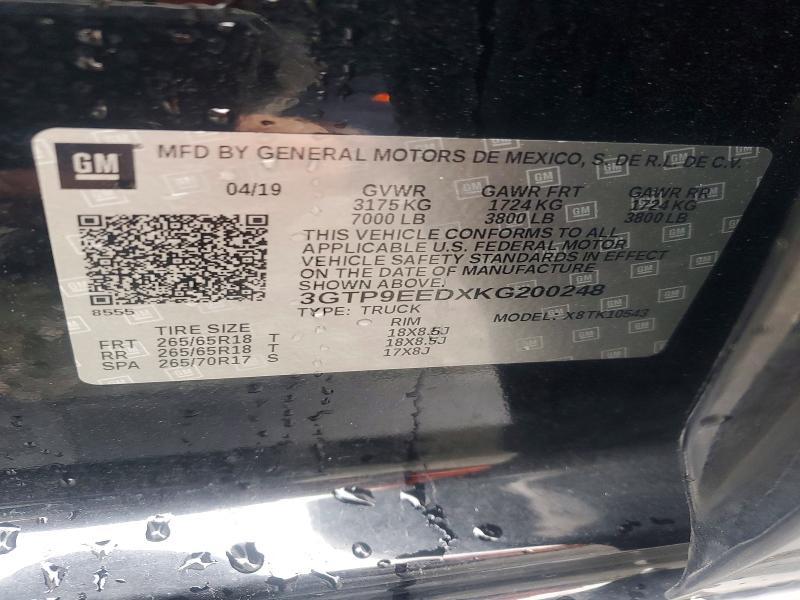 GM MFD BY GENERAL MOTORS DE MEXICO, S. DE R.L. DE C.V.
04/19 GVWR GAWR FRT GAWR RR
3175 KG 1724 KG 1724 KG
7000 LB 3800 LB 3800 LB
THIS VEHICLE CONFORMS TO ALL
APPLICABLE U.S. FEDERAL MOTOR
VEHICLE SAFETY STANDARDS IN EFFECT
ON THE DATE OF MANUFACTURE
SHOWN ABOVE.
3GTP9EEDXKG200248
8555 TYPE: TRUCK MODEL: X8TK10543
TIRE SIZE RIM
FRT 265/65R18 T 18X8.5J
RR 265/65R18 T 18X8.5J
SPA 265/70R17 S 17X8J